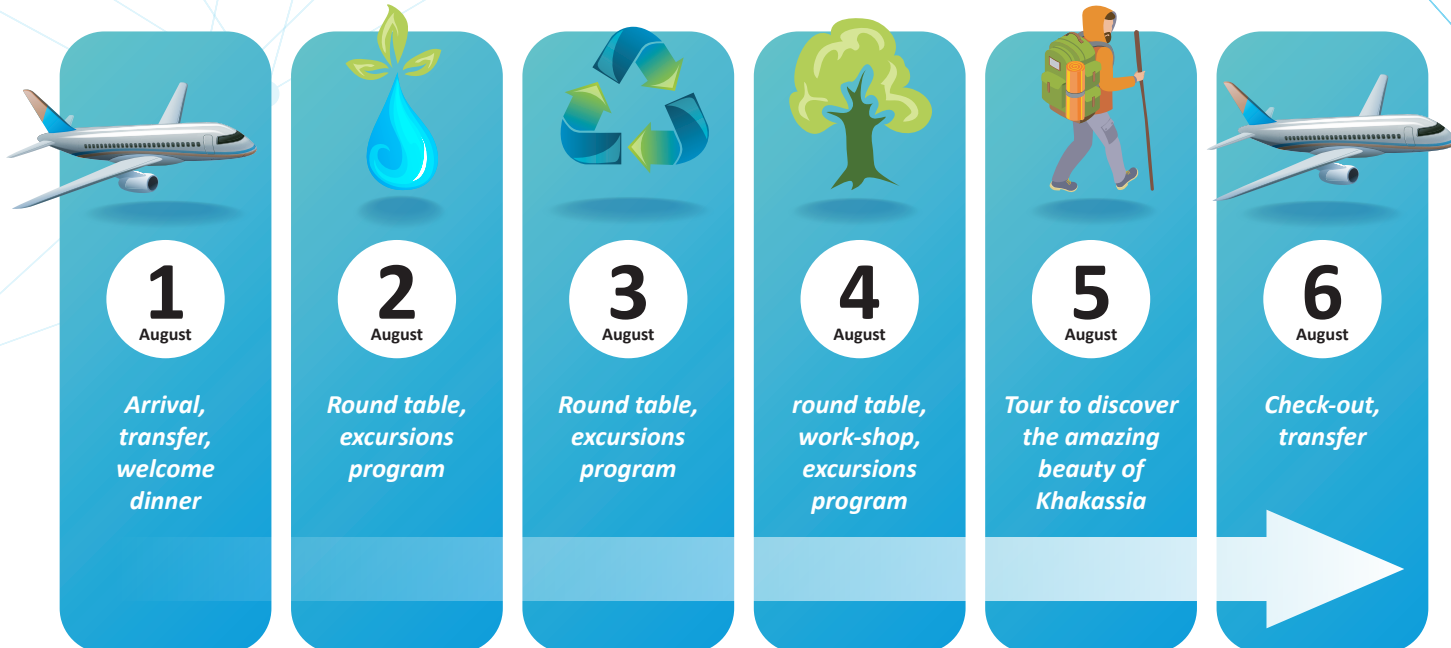 1
August
Arrival,
transfer,
welcome
dinner
2
August
Round table,
excursions
program
3
August
Round table,
excursions
program
4
August
round table,
work-shop,
excursions
program
5
August
Tour to discover
the amazing
beauty of
Khakassia
6
August
Check-out,
transfer